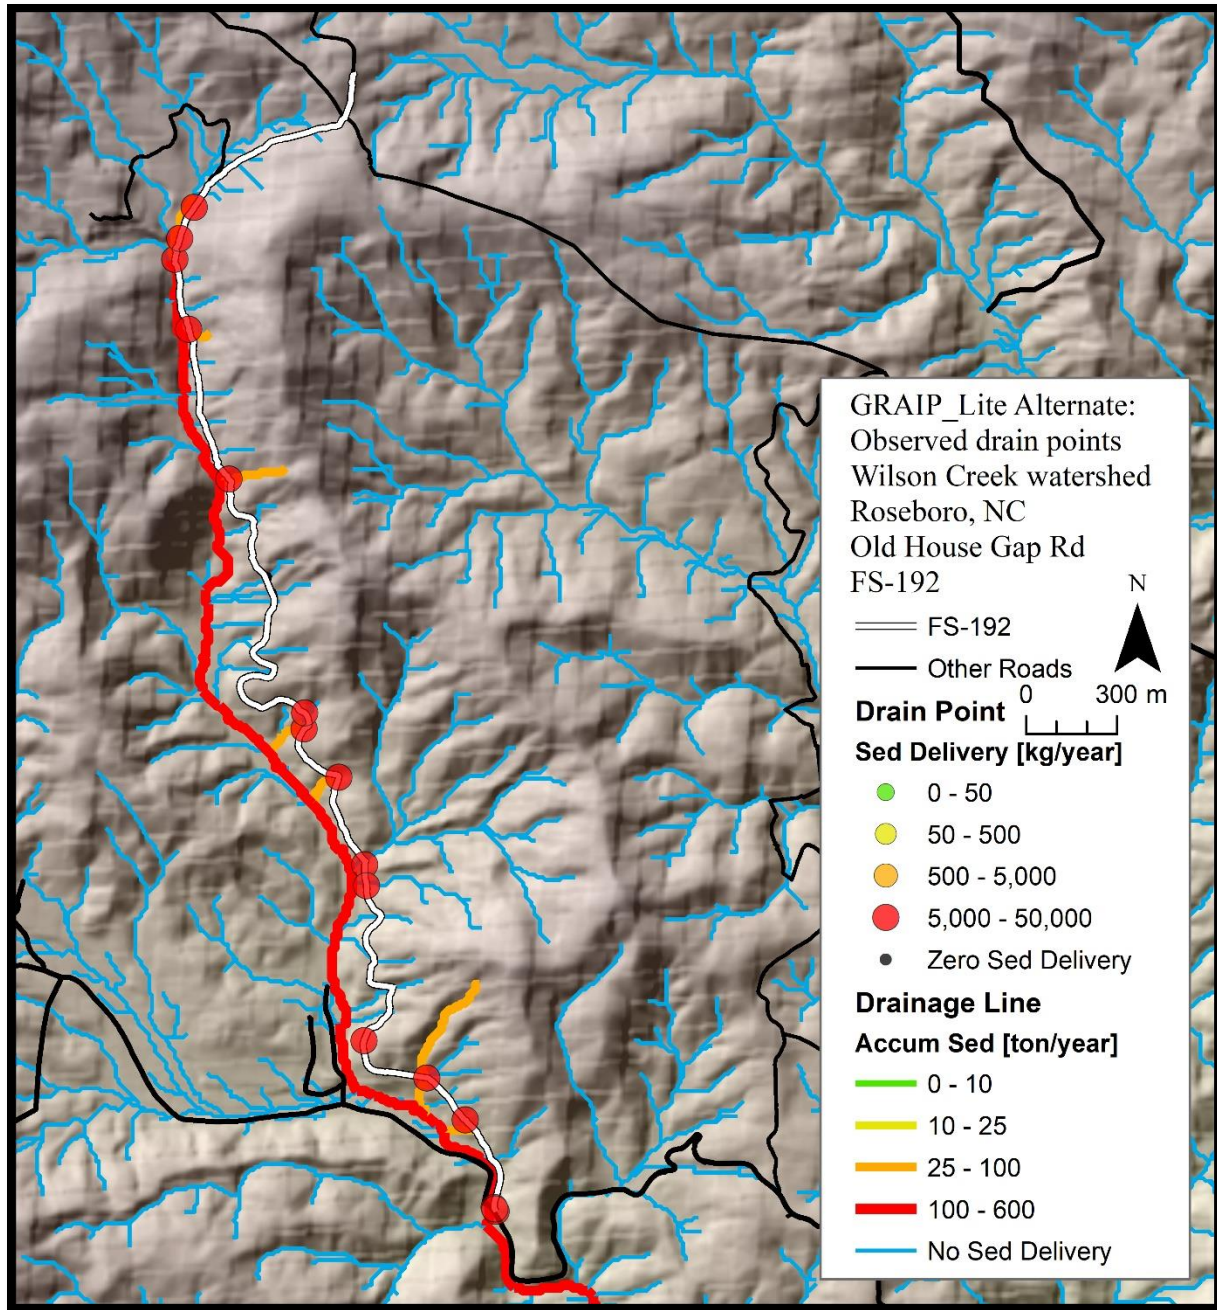 GRAIP_Lite Alternate:
Observed drain points
Wilson Creek watershed
Roseboro, NC
Old House Gap Rd
FS-192
N
FS-192
Other Roads
0 300 m
Drain Point
Sed Delivery [kg/year]
0 - 50
50 - 500
500 - 5,000
5,000 - 50,000
Zero Sed Delivery
Drainage Line
Accum Sed [ton/year]
0 - 10
10 - 25
25 - 100
100 - 600
No Sed Delivery